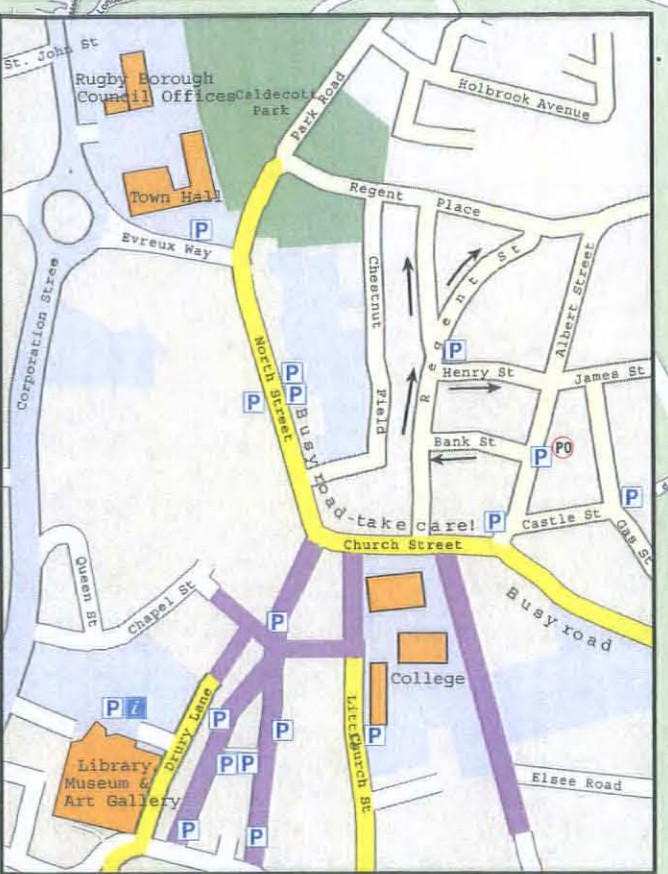 St. John St
Rugby Borough
Council Offices
Caldecott
Park
Park Road
Holbrook Avenue
Town Hall
P
Evreux Way
Regent Place
Corporation Stree
North Street
Chestnut Field
Regent St
Albert Street
P
Henry St
James St
P
P
P
Bank St
P
PO
P
Busy road-take care!
P
Castle St
Gas St
Church Street
Busy road
Queen St
Chapel St
P
College
P
i
P
P
P
Little Church St
drury Lane
Library,
Museum &
Art Gallery
P
P
Elsee Road
P
P